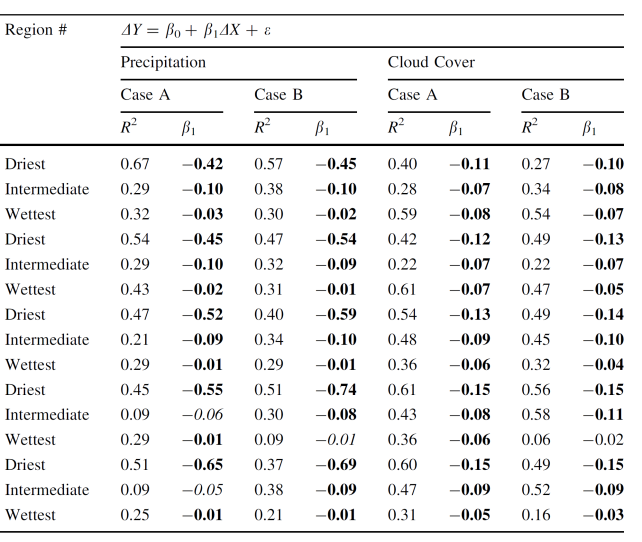 Region # ΔY = β0 + β1ΔX + ε
Precipitation Cloud Cover
Case A Case B Case A Case B
R² β1 R² β1 R² β1 R² β1
Driest 0.67 −0.42 0.57 −0.45 0.40 −0.11 0.27 −0.10
Intermediate 0.29 −0.10 0.38 −0.10 0.28 −0.07 0.34 −0.08
Wettest 0.32 −0.03 0.30 −0.02 0.59 −0.08 0.54 −0.07
Driest 0.54 −0.45 0.47 −0.54 0.42 −0.12 0.49 −0.13
Intermediate 0.29 −0.10 0.32 −0.09 0.22 −0.07 0.22 −0.07
Wettest 0.43 −0.02 0.31 −0.01 0.61 −0.07 0.47 −0.05
Driest 0.47 −0.52 0.40 −0.59 0.54 −0.13 0.49 −0.14
Intermediate 0.21 −0.09 0.34 −0.10 0.48 −0.09 0.45 −0.10
Wettest 0.29 −0.01 0.29 −0.01 0.36 −0.06 0.32 −0.04
Driest 0.45 −0.55 0.51 −0.74 0.61 −0.15 0.56 −0.15
Intermediate 0.09 −0.06 0.30 −0.08 0.43 −0.08 0.58 −0.11
Wettest 0.29 −0.01 0.09 −0.01 0.36 −0.06 0.06 −0.02
Driest 0.51 −0.65 0.37 −0.69 0.60 −0.15 0.49 −0.15
Intermediate 0.09 −0.05 0.38 −0.09 0.47 −0.09 0.52 −0.09
Wettest 0.25 −0.01 0.21 −0.01 0.31 −0.05 0.16 −0.03